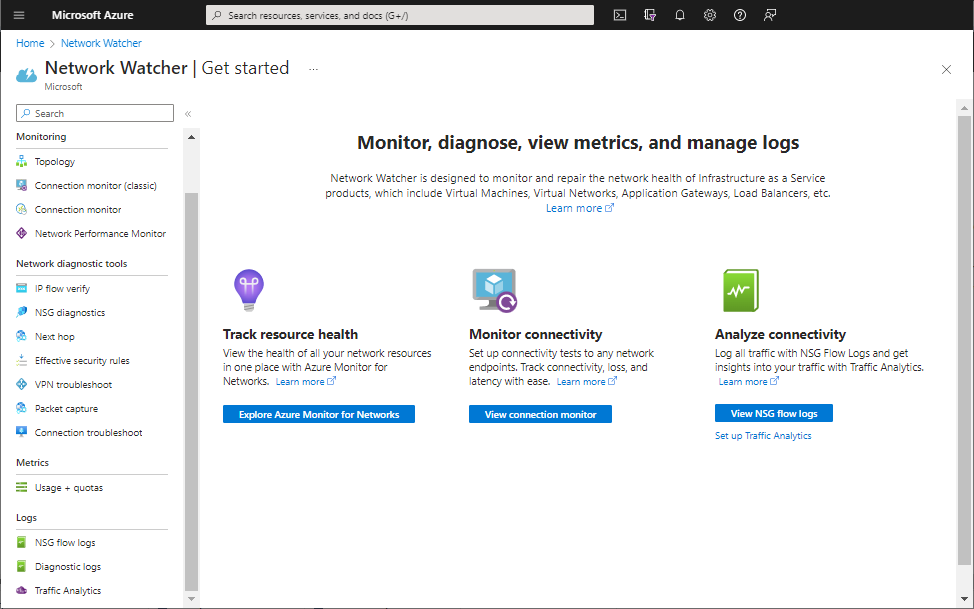 Microsoft Azure
Search resources, services, and docs (G+/)
Home > Network Watcher
Network Watcher | Get started ...
Microsoft
Search
«
Monitoring
Topology
Connection monitor (classic)
Connection monitor
Network Performance Monitor
Network diagnostic tools
IP flow verify
NSG diagnostics
Next hop
Effective security rules
VPN troubleshoot
Packet capture
Connection troubleshoot
Metrics
Usage + quotas
Logs
NSG flow logs
Diagnostic logs
Traffic Analytics
Monitor, diagnose, view metrics, and manage logs
Network Watcher is designed to monitor and repair the network health of Infrastructure as a Service
products, which include Virtual Machines, Virtual Networks, Application Gateways, Load Balancers, etc.
Learn more
Track resource health
View the health of all your network resources
in one place with Azure Monitor for
Networks. Learn more
Explore Azure Monitor for Networks
Monitor connectivity
Set up connectivity tests to any network
endpoints. Track connectivity, loss, and
latency with ease. Learn more
View connection monitor
Analyze connectivity
Log all traffic with NSG Flow Logs and get
insights into your traffic with Traffic Analytics.
Learn more
View NSG flow logs
Set up Traffic Analytics